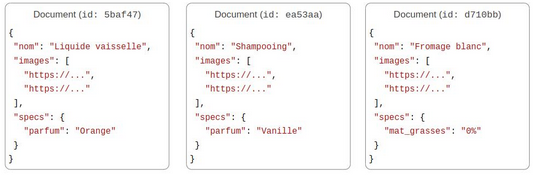 Document (id: 5baf47)
{
"nom": "Liquide vaisselle",
"images": [
"https://...",
"https://..."
],
"specs": {
"parfum": "Orange"
}
}
Document (id: ea53aa)
{
"nom": "Shampooing",
"images": [
"https://...",
"https://..."
],
"specs": {
"parfum": "Vanille"
}
}
Document (id: d710bb)
{
"nom": "Fromage blanc",
"images": [
"https://...",
"https://..."
],
"specs": {
"mat_grasses": "0%"
}
}